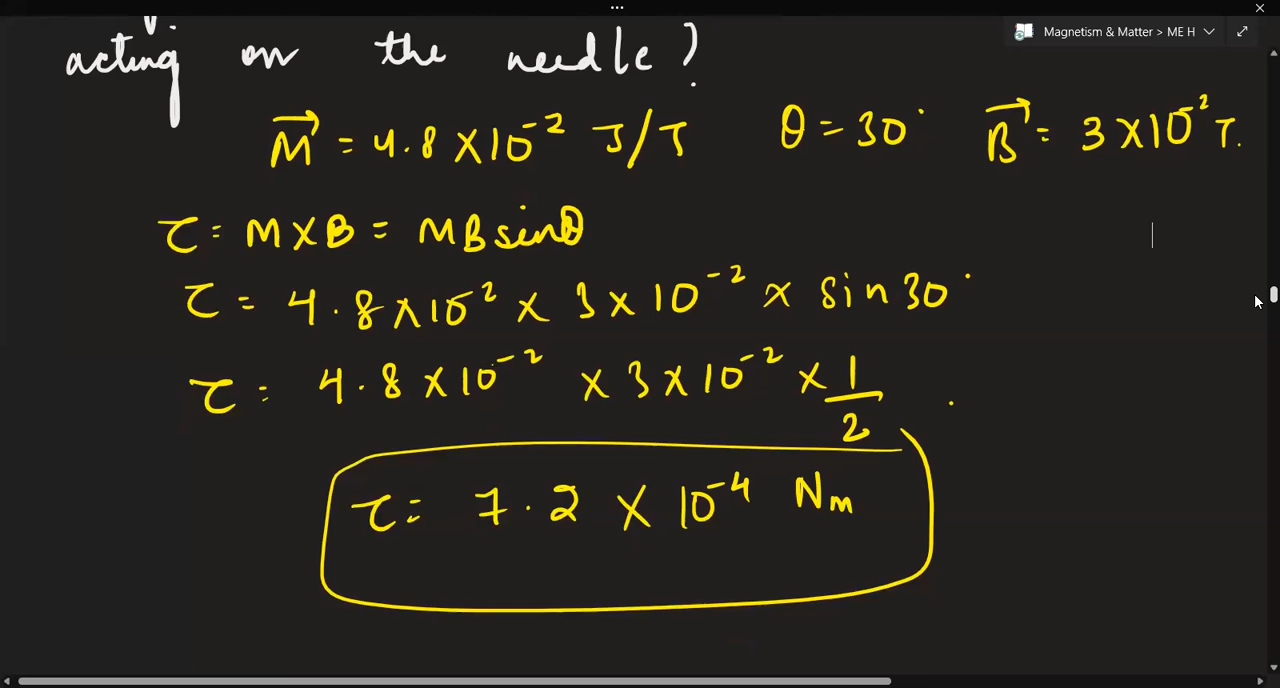 ...
Magnetism & Matter > ME H
acting on the needle?
M⃗ = 4.8 × 10⁻² J/T θ = 30° B⃗ = 3 × 10⁻² T.
τ = M × B = MB sinθ
τ = 4.8 × 10⁻² × 3 × 10⁻² × sin 30°
τ = 4.8 × 10⁻² × 3 × 10⁻² × 1/2 .
τ = 7.2 × 10⁻⁴ Nm